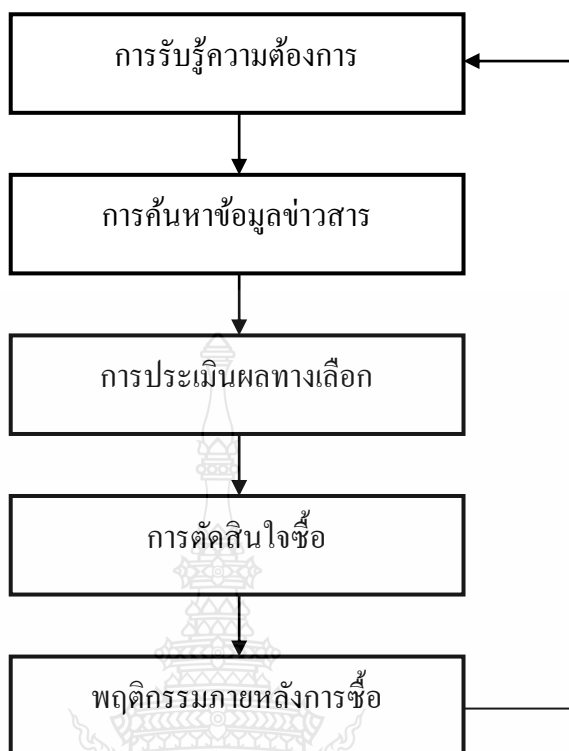 การรับรู้ความต้องการ
การค้นหาข้อมูลข่าวสาร
การประเมินผลทางเลือก
การตัดสินใจซื้อ
พฤติกรรมภายหลังการซื้อ